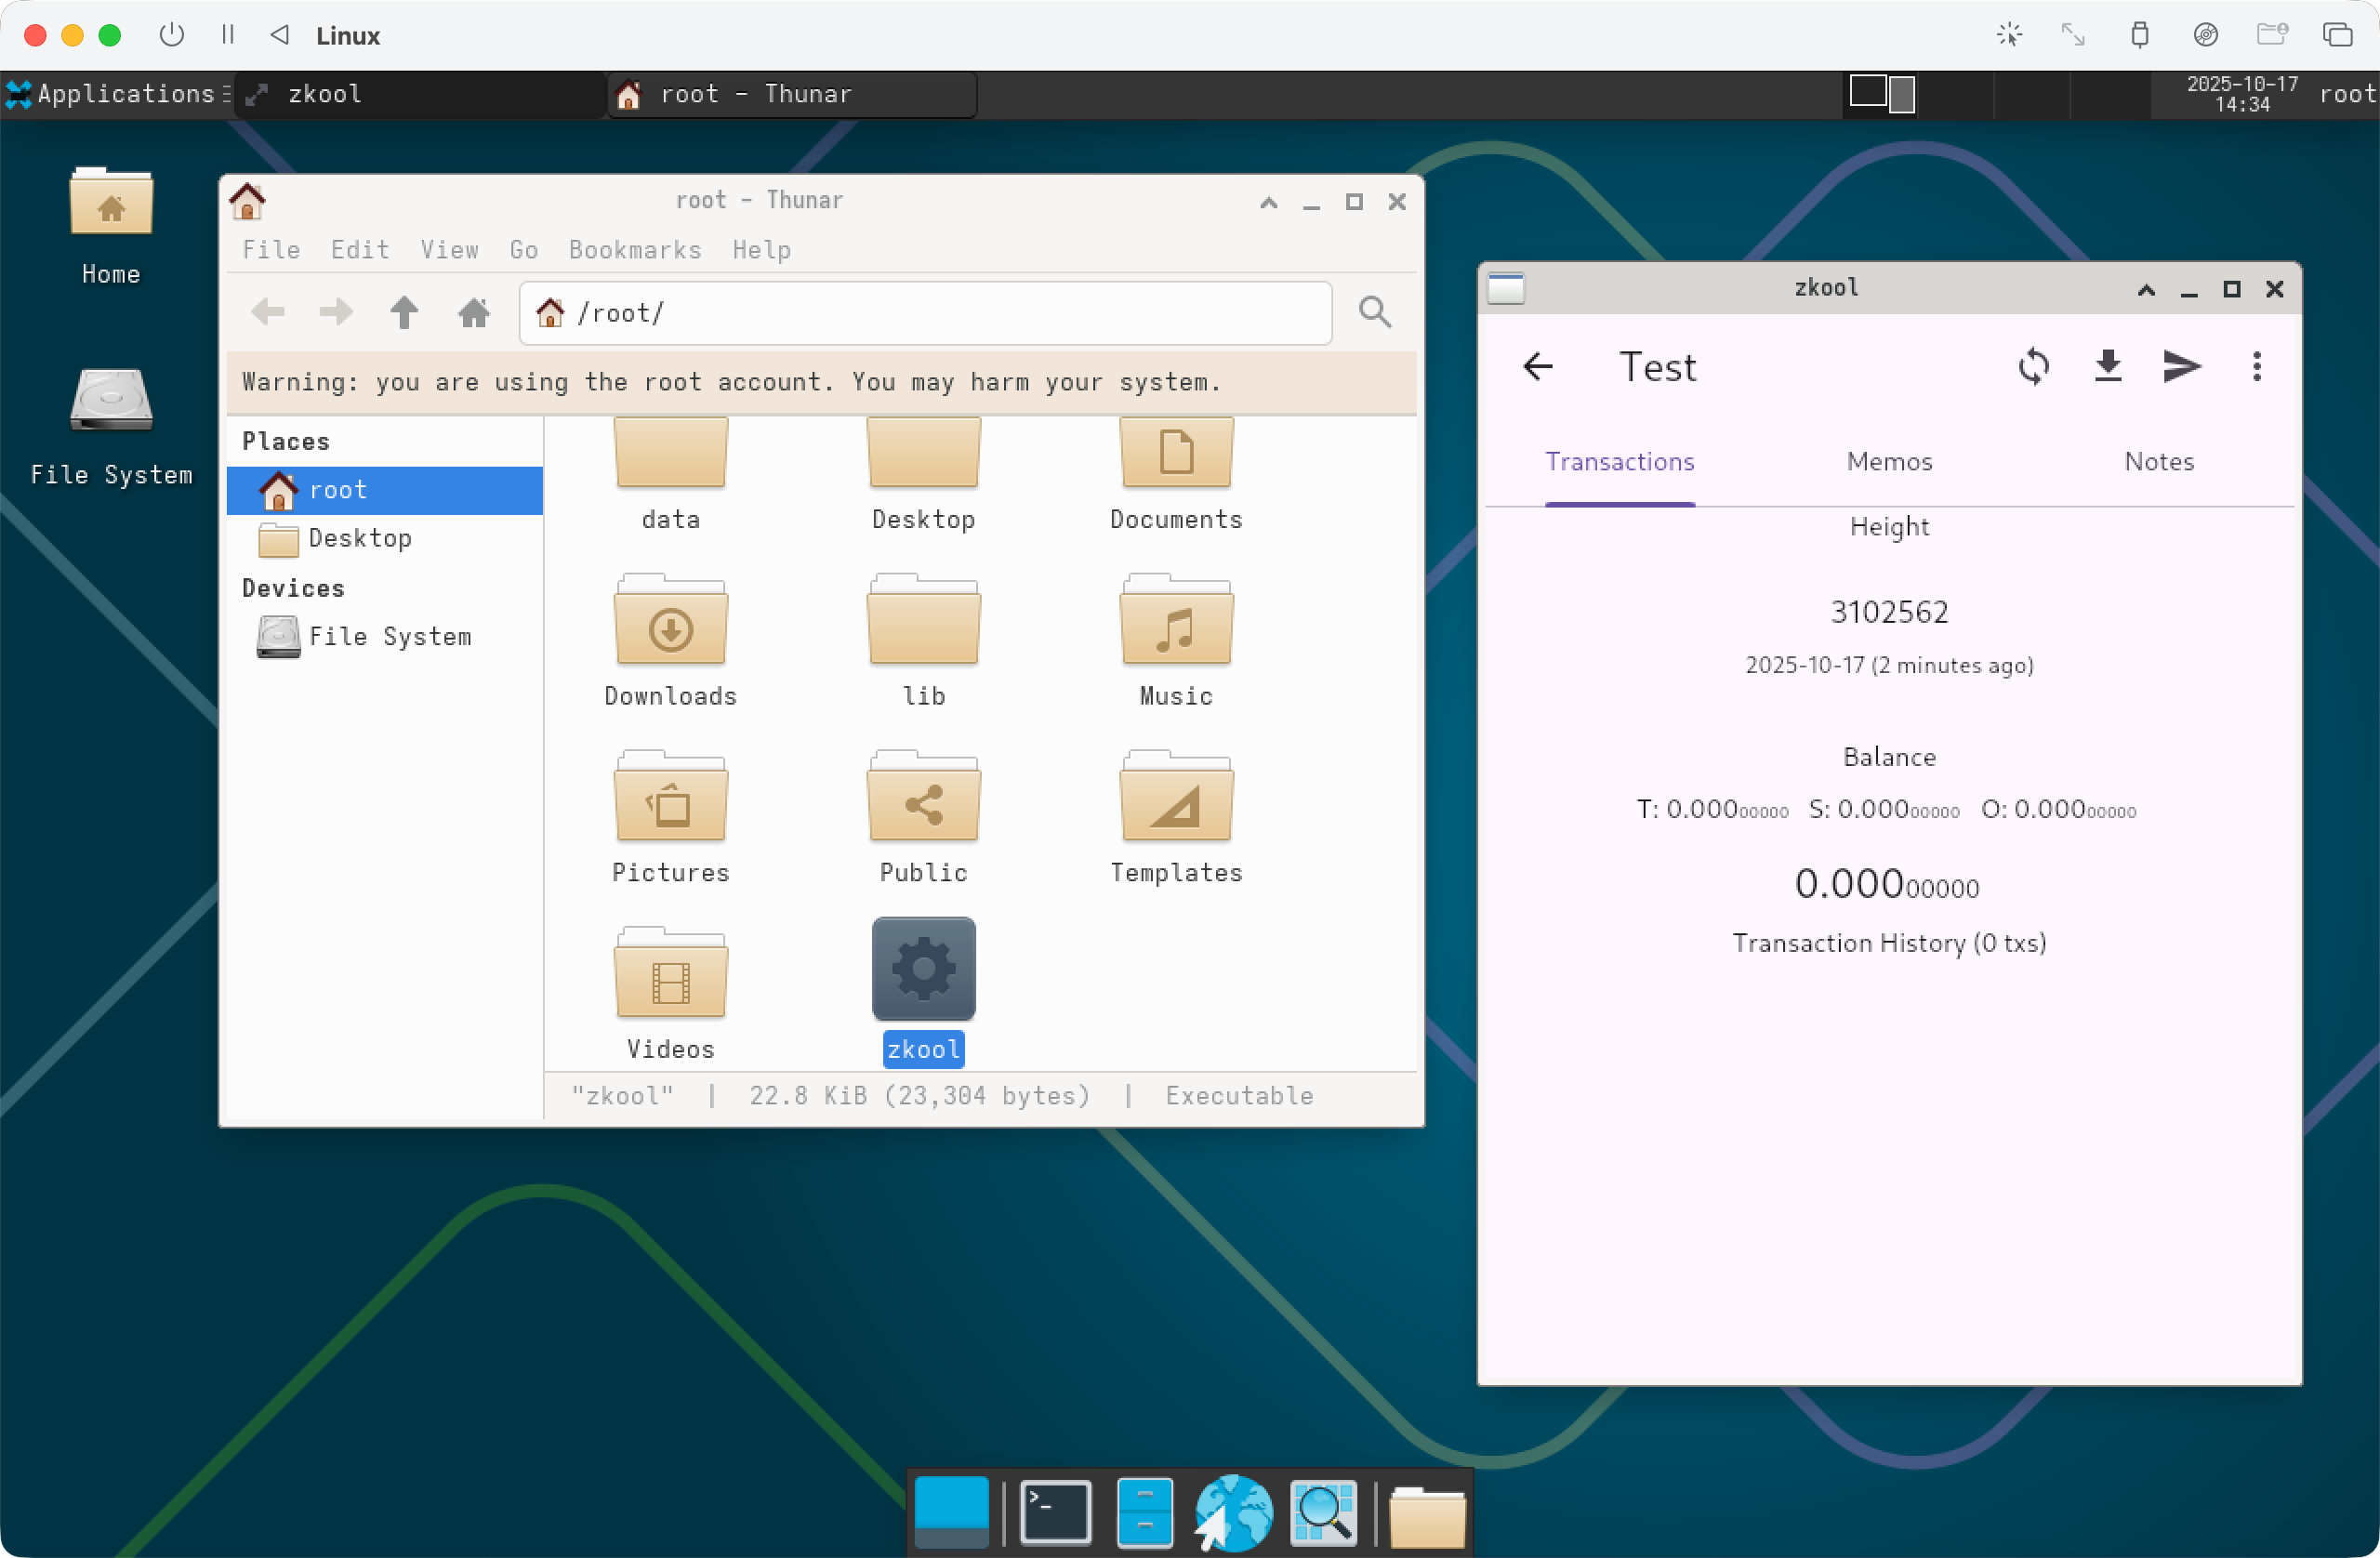 Linux
Applications
zkool
root - Thunar
2025-10-17
14:34
root
Home
File System
root - Thunar
File Edit View Go Bookmarks Help
/root/
Warning: you are using the root account. You may harm your system.
Places
root
Desktop
Devices
File System
data Desktop Documents
Downloads lib Music
Pictures Public Templates
Videos zkool
"zkool" | 22.8 KiB (23,304 bytes) | Executable
zkool
Test
Transactions Memos Notes
Height
3102562
2025-10-17 (2 minutes ago)
Balance
T: 0.00000000 S: 0.00000000 O: 0.00000000
0.00000000
Transaction History (0 txs)